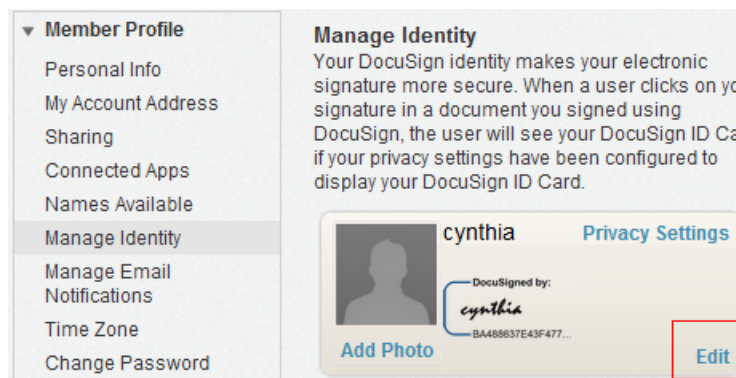 Member Profile
Personal Info
My Account Address
Sharing
Connected Apps
Names Available
Manage Identity
Manage Email
Notifications
Time Zone
Change Password
Manage Identity
Your DocuSign identity makes your electronic
signature more secure. When a user clicks on yo
signature in a document you signed using
DocuSign, the user will see your DocuSign ID Ca
if your privacy settings have been configured to
display your DocuSign ID Card.
cynthia
Privacy Settings
DocuSigned by:
cynthia
BA488637E43F477...
Add Photo
Edit